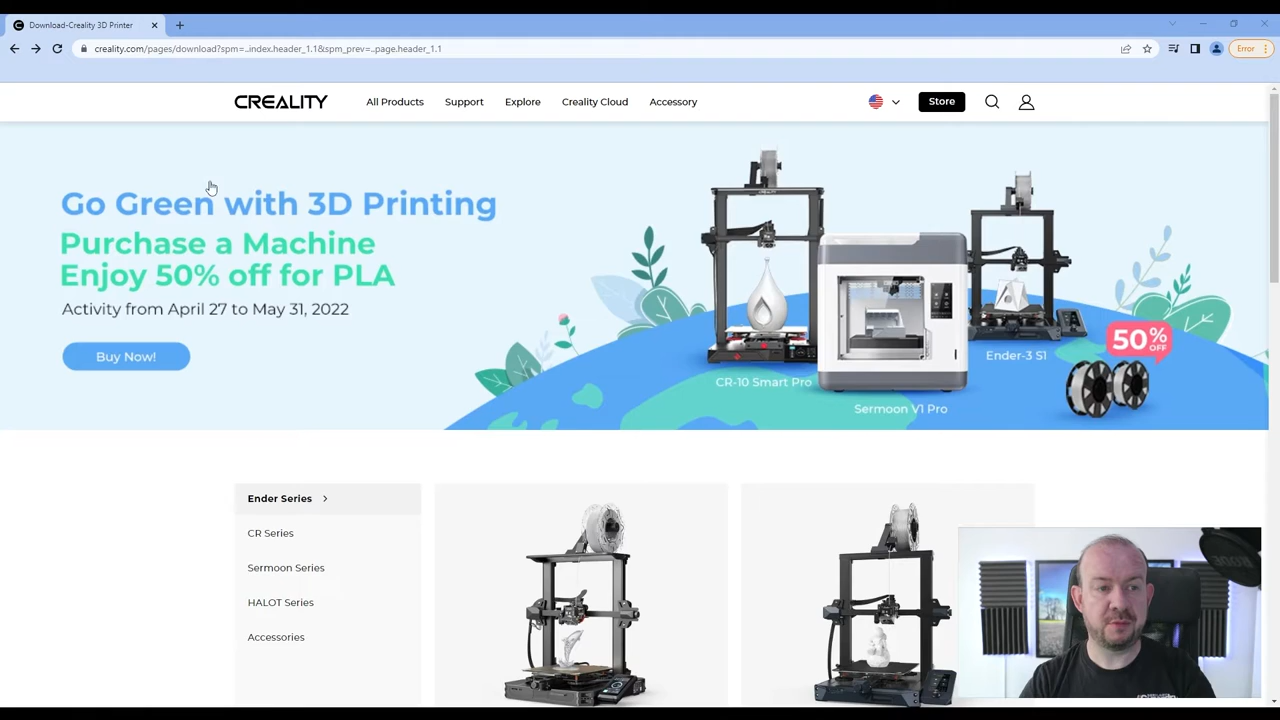 Download-Creality 3D Printer
creality.com/pages/download?spm=..index.header_1.1&spm_prev=..page.header_1.1
Error
CREALITY
All Products
Support
Explore
Creality Cloud
Accessory
Store
Go Green with 3D Printing
Purchase a Machine
Enjoy 50% off for PLA
Activity from April 27 to May 31, 2022
Buy Now!
CR-10 Smart Pro
Sermoon V1 Pro
Ender-3 S1
50%
OFF
Ender Series
CR Series
Sermoon Series
HALOT Series
Accessories
RODE